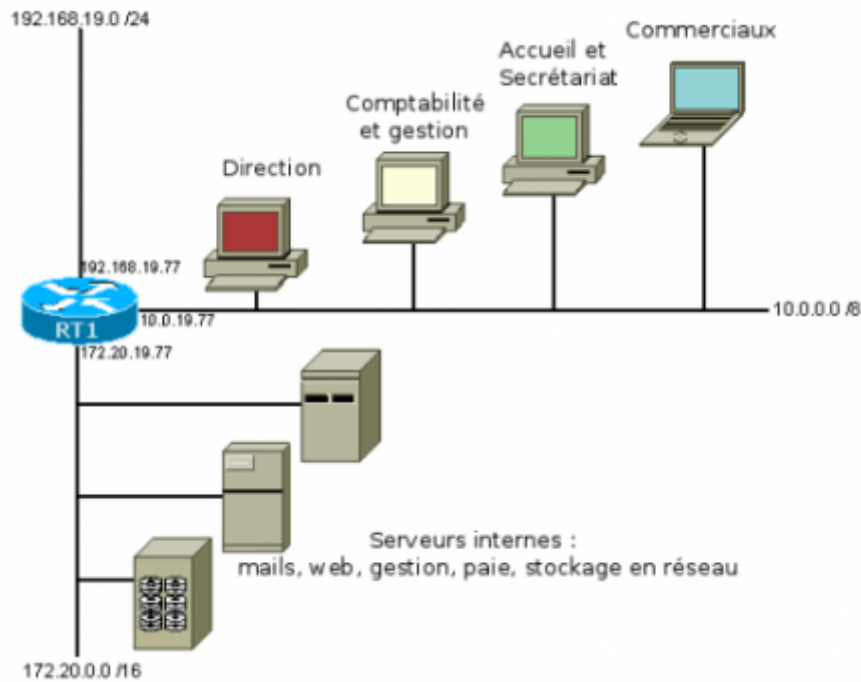 192.168.19.0 /24
Commerciaux
Accueil et
Secrétariat
Comptabilité
et gestion
Direction
192.168.19.77
RT1
10.0.19.77
10.0.0.0 /8
172.20.19.77
Serveurs internes :
mails, web, gestion, paie, stockage en réseau
172.20.0.0 /16